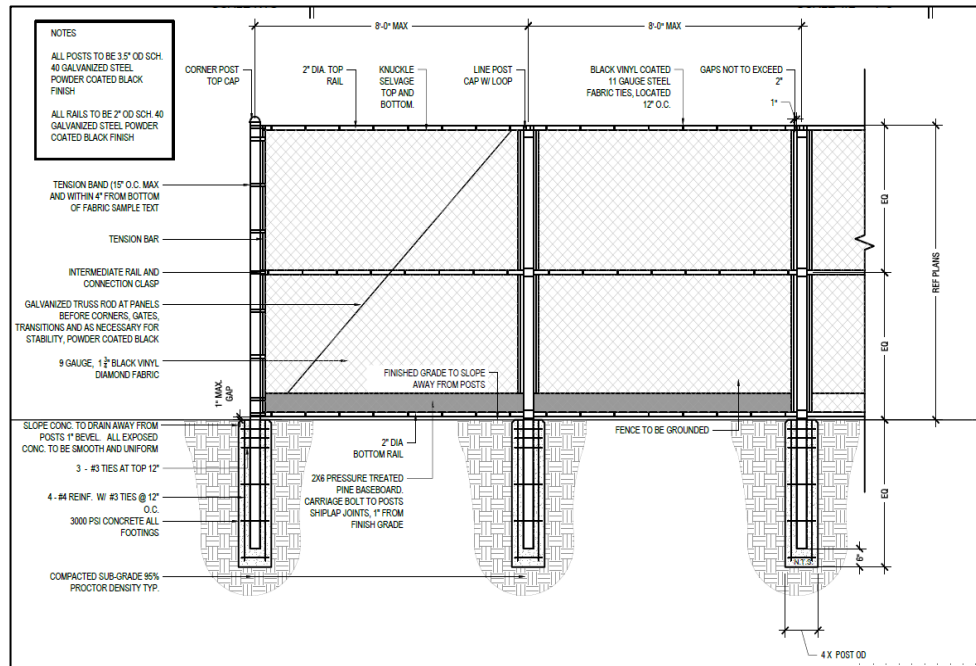 8'-0" MAX
8'-0" MAX
NOTES
ALL POSTS TO BE 3.5" OD SCH.
40 GALVANIZED STEEL
POWDER COATED BLACK
FINISH
ALL RAILS TO BE 2" OD SCH. 40
GALVANIZED STEEL POWDER
COATED BLACK FINISH
CORNER POST
TOP CAP
2" DIA. TOP
RAIL
KNUCKLE
SELVAGE
TOP AND
BOTTOM.
LINE POST
CAP W/ LOOP
BLACK VINYL COATED
11 GAUGE STEEL
FABRIC TIES, LOCATED
12" O.C.
GAPS NOT TO EXCEED
2"
1"
TENSION BAND (15" O.C. MAX
AND WITHIN 4" FROM BOTTOM
OF FABRIC SAMPLE TEXT
TENSION BAR
INTERMEDIATE RAIL AND
CONNECTION CLASP
GALVANIZED TRUSS ROD AT PANELS
BEFORE CORNERS, GATES,
TRANSITIONS AND AS NECESSARY FOR
STABILITY, POWDER COATED BLACK
9 GAUGE, 1 3/4" BLACK VINYL
DIAMOND FABRIC
1" MAX.
GAP
FINISHED GRADE TO SLOPE
AWAY FROM POSTS
EQ
EQ
REF PLANS
SLOPE CONC. TO DRAIN AWAY FROM
POSTS 1" BEVEL. ALL EXPOSED
CONC. TO BE SMOOTH AND UNIFORM
3 - #3 TIES AT TOP 12"
4 - #4 REINF. W/ #3 TIES @ 12"
O.C.
3000 PSI CONCRETE ALL
FOOTINGS
COMPACTED SUB-GRADE 95%
PROCTOR DENSITY TYP.
2" DIA
BOTTOM RAIL
2X6 PRESSURE TREATED
PINE BASEBOARD.
CARRIAGE BOLT TO POSTS
SHIPLAP JOINTS, 1" FROM
FINISH GRADE
FENCE TO BE GROUNDED
EQ
6"
N.T.S.
4 X POST OD